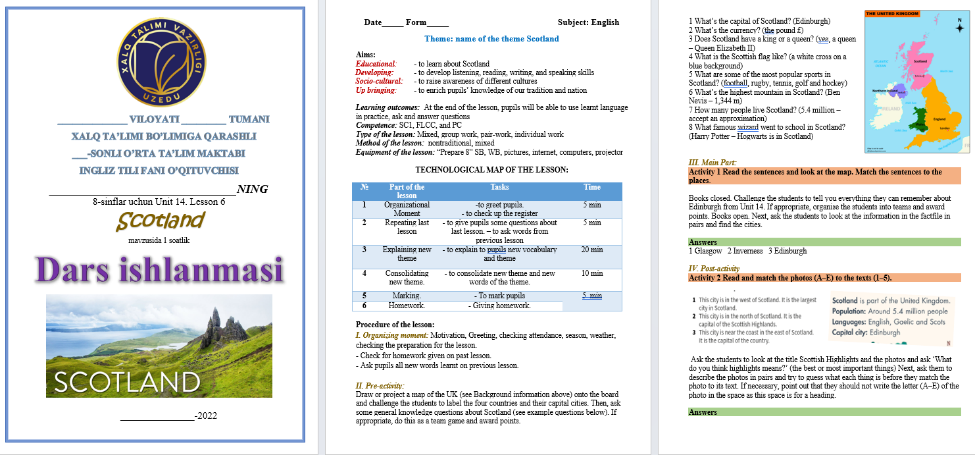 XALQ TALIMI VAZIRLIGI
UZEDU
____________ VILOYATI ________ TUMANI
XALQ TA'LIMI BO'LIMIGA QARASHLI
___-SONLI O'RTA TA'LIM MAKTABI
INGLIZ TILI FANI O'QITUVCHISI
______________________________NING
8-sinflar uchun Unit 14. Lesson 6
Scotland
mavzusida 1 soatlik
Dars ishlanmasi
SCOTLAND
_______________-2022
Date_____ Form_____ Subject: English
Theme: name of the theme Scotland
Aims:
Educational: - to learn about Scotland
Developing: - to develop listening, reading, writing, and speaking skills
Socio-cultural: - to raise awareness of different cultures
Up bringing: - to enrich pupils' knowledge of our tradition and nation
Learning outcomes: At the end of the lesson, pupils will be able to use learnt language
in practice, ask and answer questions
Competence: SC1, FLCC, and PC
Type of the lesson: Mixed, group work, pair-work, individual work
Method of the lesson: nontraditional, mixed
Equipment of the lesson: "Prepare 8" SB, WB, pictures, internet, computers, projector
TECHNOLOGICAL MAP OF THE LESSON:
№ Part of the lesson Tasks Time
1 Organizational Moment -to greet pupils. - to check up the register 5 min
2 Repeating last lesson - to give pupils some questions about last lesson. – to ask words from previous lesson 5 min
3 Explaining new theme - to explain to pupils new vocabulary and theme 20 min
4 Consolidating new theme. - to consolidate new theme and new words of the theme. 10 min
5 Marking. - To mark pupils 5 min
6 Homework. - Giving homework.
Procedure of the lesson:
I. Organizing moment: Motivation, Greeting, checking attendance, season, weather,
checking the preparation for the lesson.
- Check for homework given on past lesson.
- Ask pupils all new words learnt on previous lesson.
II. Pre-activity:
Draw or project a map of the UK (see Background information above) onto the board
and challenge the students to label the four countries and their capital cities. Then, ask
some general knowledge questions about Scotland (see example questions below). If
appropriate, do this as a team game and award points.
1 What's the capital of Scotland? (Edinburgh)
2 What's the currency? (the pound £)
3 Does Scotland have a king or a queen? (yes, a queen
– Queen Elizabeth II)
4 What is the Scottish flag like? (a white cross on a
blue background)
5 What are some of the most popular sports in
Scotland? (football, rugby, tennis, golf and hockey)
6 What's the highest mountain in Scotland? (Ben
Nevis – 1,344 m)
7 How many people live Scotland? (5.4 million –
accept an approximation)
8 What famous wizard went to school in Scotland?
(Harry Potter – Hogwarts is in Scotland)
THE UNITED KINGDOM
N
Scotland
Northern Ireland
IRELAND
England
III. Main Part:
Activity 1 Read the sentences and look at the map. Match the sentences to the
places.
Books closed. Challenge the students to tell you everything they can remember about
Edinburgh from Unit 14. If appropriate, organise the students into teams and award
points. Books open. Next, ask the students to look at the information in the factfile in
pairs and find the cities.
Answers
1 Glasgow 2 Inverness 3 Edinburgh
IV. Post-activity
Activity 2 Read and match the photos (A–E) to the texts (1–5).
1 This city is in the west of Scotland. It is the largest
city in Scotland.
2 This city is in the north of Scotland. It is the
capital of the Scottish Highlands.
3 This city is near the coast in the east of Scotland.
It is the capital of the country.
Scotland is part of the United Kingdom.
Population: Around 5.4 million people
Languages: English, Gaelic and Scots
Capital city: Edinburgh
Ask the students to look at the title Scottish Highlights and the photos and ask 'What
do you think highlights means?' (the best or most important things) Next, ask them to
describe the photos in pairs and try to guess what each thing is before they match the
photo to its text. If necessary, point out that they should not write the letter (A–E) of the
photo in the space as this space is for a heading.
Answers